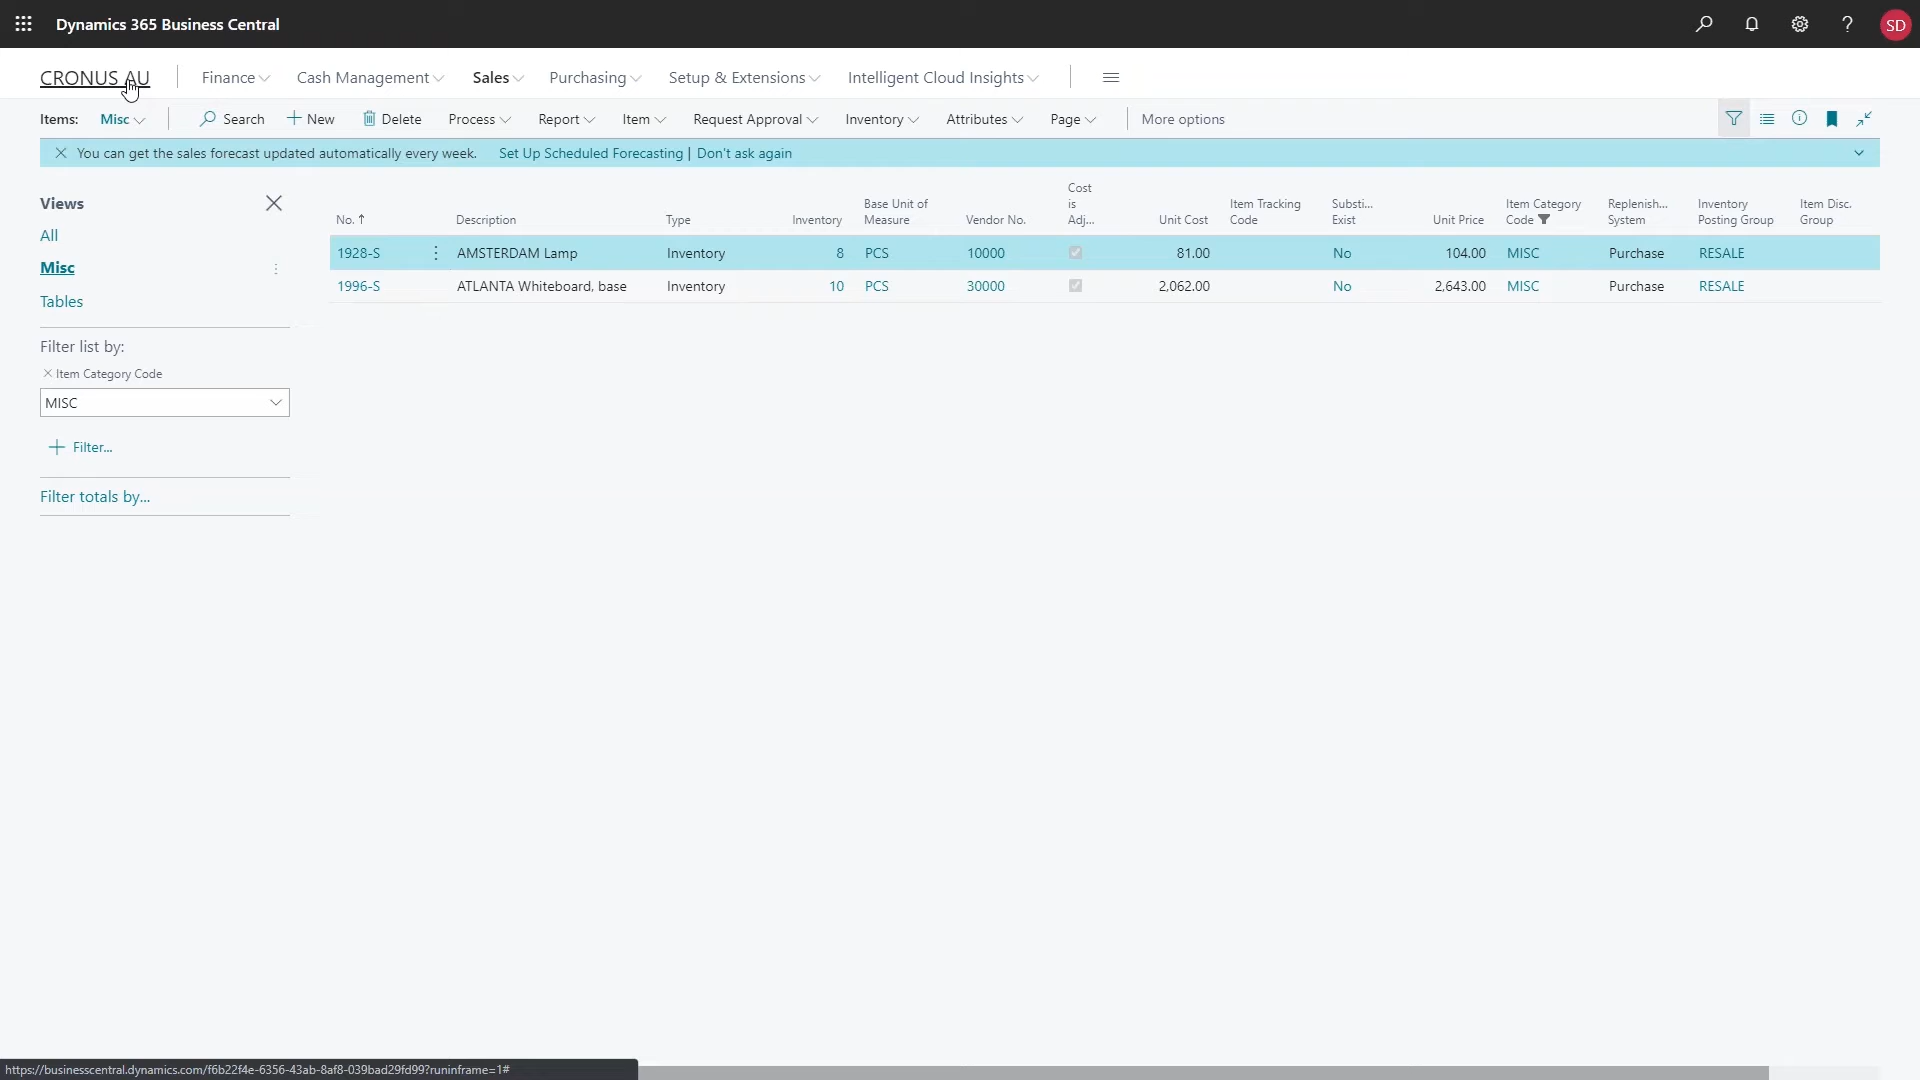 Dynamics 365 Business Central
SD
CRONUS AU
Finance
Cash Management
Sales
Purchasing
Setup & Extensions
Intelligent Cloud Insights
Items:
Misc
Search
New
Delete
Process
Report
Item
Request Approval
Inventory
Attributes
Page
More options
You can get the sales forecast updated automatically every week.
Set Up Scheduled Forecasting | Don't ask again
Views
All
Misc
Tables
Filter list by:
Item Category Code
MISC
Filter...
Filter totals by...
No. ↑
Description
Type
Inventory
Base Unit of
Measure
Vendor No.
Cost
is
Adj...
Unit Cost
Item Tracking
Code
Substi...
Exist
Unit Price
Item Category
Code
Replenish...
System
Inventory
Posting Group
Item Disc.
Group
1928-S AMSTERDAM Lamp Inventory 8 PCS 10000 81.00 No 104.00 MISC Purchase RESALE
1996-S ATLANTA Whiteboard, base Inventory 10 PCS 30000 2,062.00 No 2,643.00 MISC Purchase RESALE
https://businesscentral.dynamics.com/f6b22f4e-6356-43ab-8af8-039bad29fd99?runinframe=1#